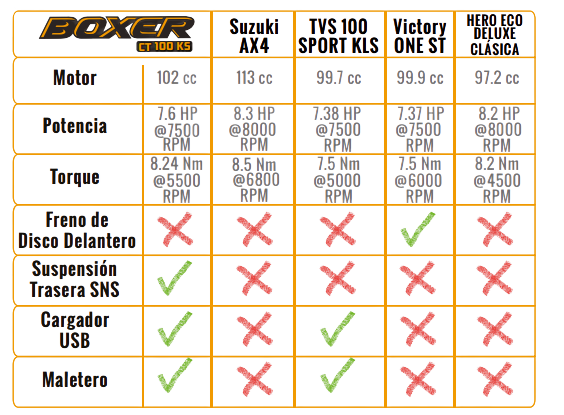 BOXER
CT 100 KS
Suzuki
AX4
TVS 100
SPORT KLS
Victory
ONE ST
HERO ECO
DELUXE
CLÁSICA
Motor
102 cc
113 cc
99.7 cc
99.9 cc
97.2 cc
Potencia
7.6 HP
@7500
RPM
8.3 HP
@8000
RPM
7.38 HP
@7500
RPM
7.37 HP
@7500
RPM
8.2 HP
@8000
RPM
Torque
8.24 Nm
@5500
RPM
8.5 Nm
@6800
RPM
7.5 Nm
@5000
RPM
7.5 Nm
@6000
RPM
8.2 Nm
@4500
RPM
Freno de
Disco Delantero
Suspensión
Trasera SNS
Cargador
USB
Maletero